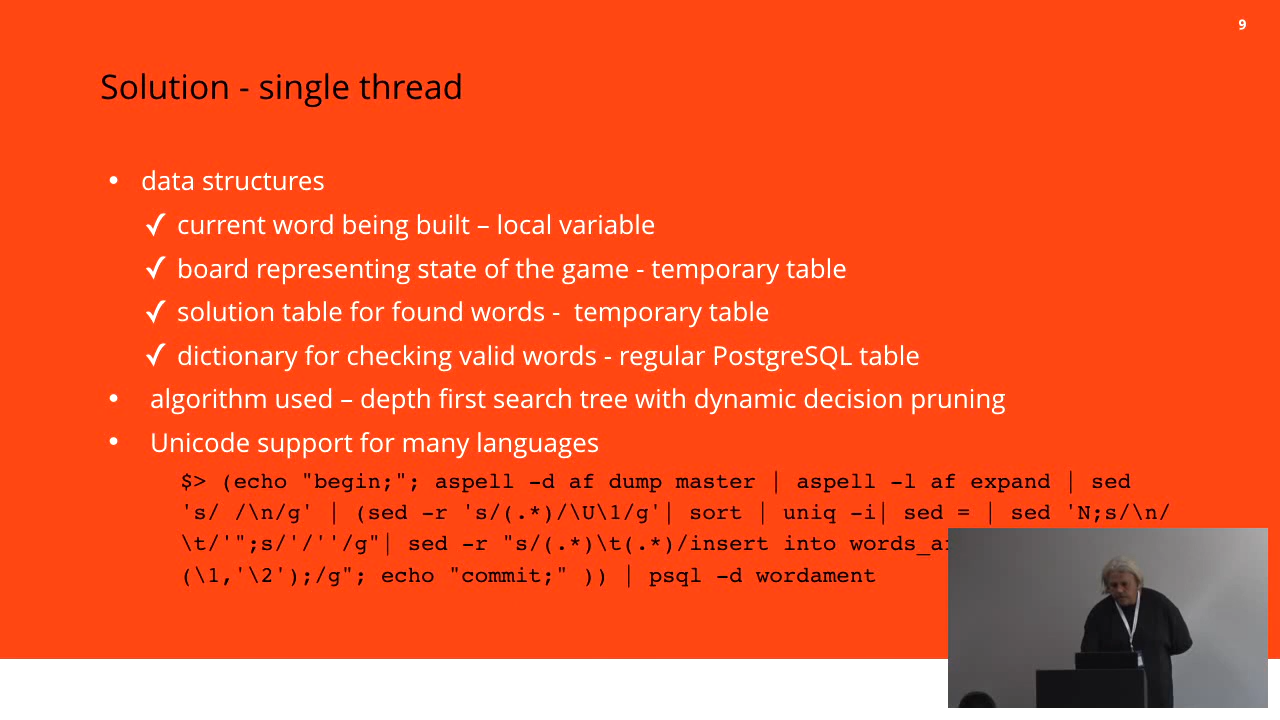 9
Solution - single thread
• data structures
✓ current word being built – local variable
✓ board representing state of the game - temporary table
✓ solution table for found words - temporary table
✓ dictionary for checking valid words - regular PostgreSQL table
• algorithm used – depth first search tree with dynamic decision pruning
• Unicode support for many languages
$> (echo "begin;"; aspell -d af dump master | aspell -l af expand | sed
's/ /\n/g' | (sed -r 's/(.*)/\U\1/g'| sort | uniq -i| sed = | sed 'N;s/\n/
\t/'";s/'/''/g"| sed -r "s/(.*)\t(.*)/insert into
(\1,'\2');/g"; echo "commit;" )) | psql -d wordament